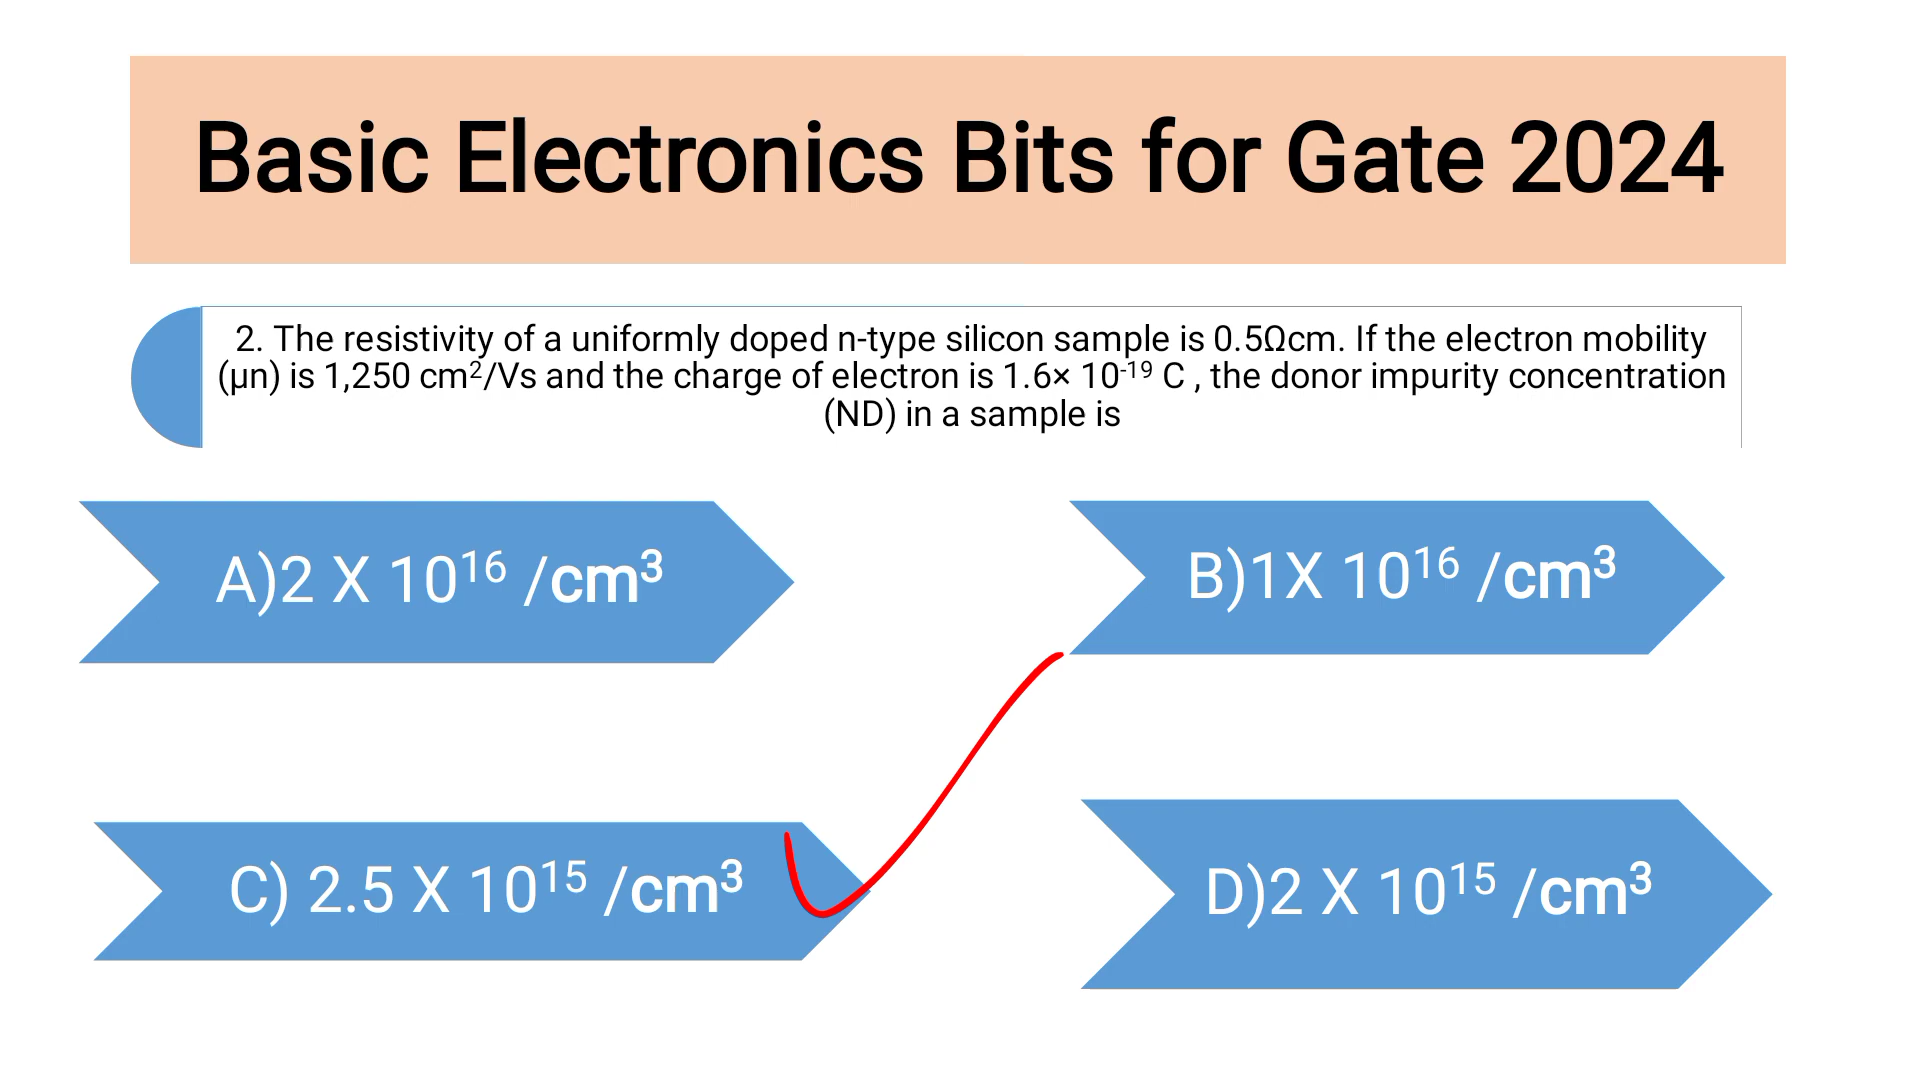 Basic Electronics Bits for Gate 2024
2. The resistivity of a uniformly doped n-type silicon sample is 0.5Ωcm. If the electron mobility
(μn) is 1,250 cm²/Vs and the charge of electron is 1.6× 10⁻¹⁹ C , the donor impurity concentration
(ND) in a sample is
A)2 X 10¹⁶ /cm³
B)1X 10¹⁶ /cm³
C) 2.5 X 10¹⁵ /cm³
D)2 X 10¹⁵ /cm³